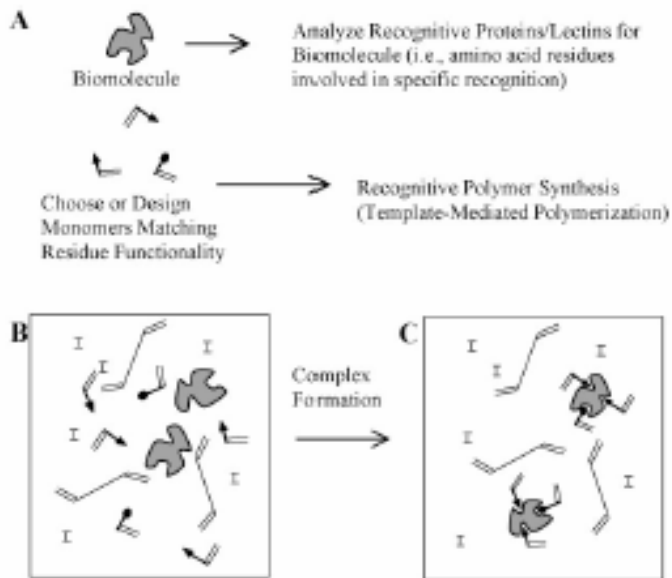 A
Analyze Recognitive Proteins/Lectins for
Biomolecule (i.e., amino acid residues
involved in specific recognition)
Biomolecule
Recognitive Polymer Synthesis
(Template-Mediated Polymerization)
Choose or Design
Monomers Matching
Residue Functionality
B
I
I
I
I
I
I
Complex
Formation
C
I
I
I
I
I
I